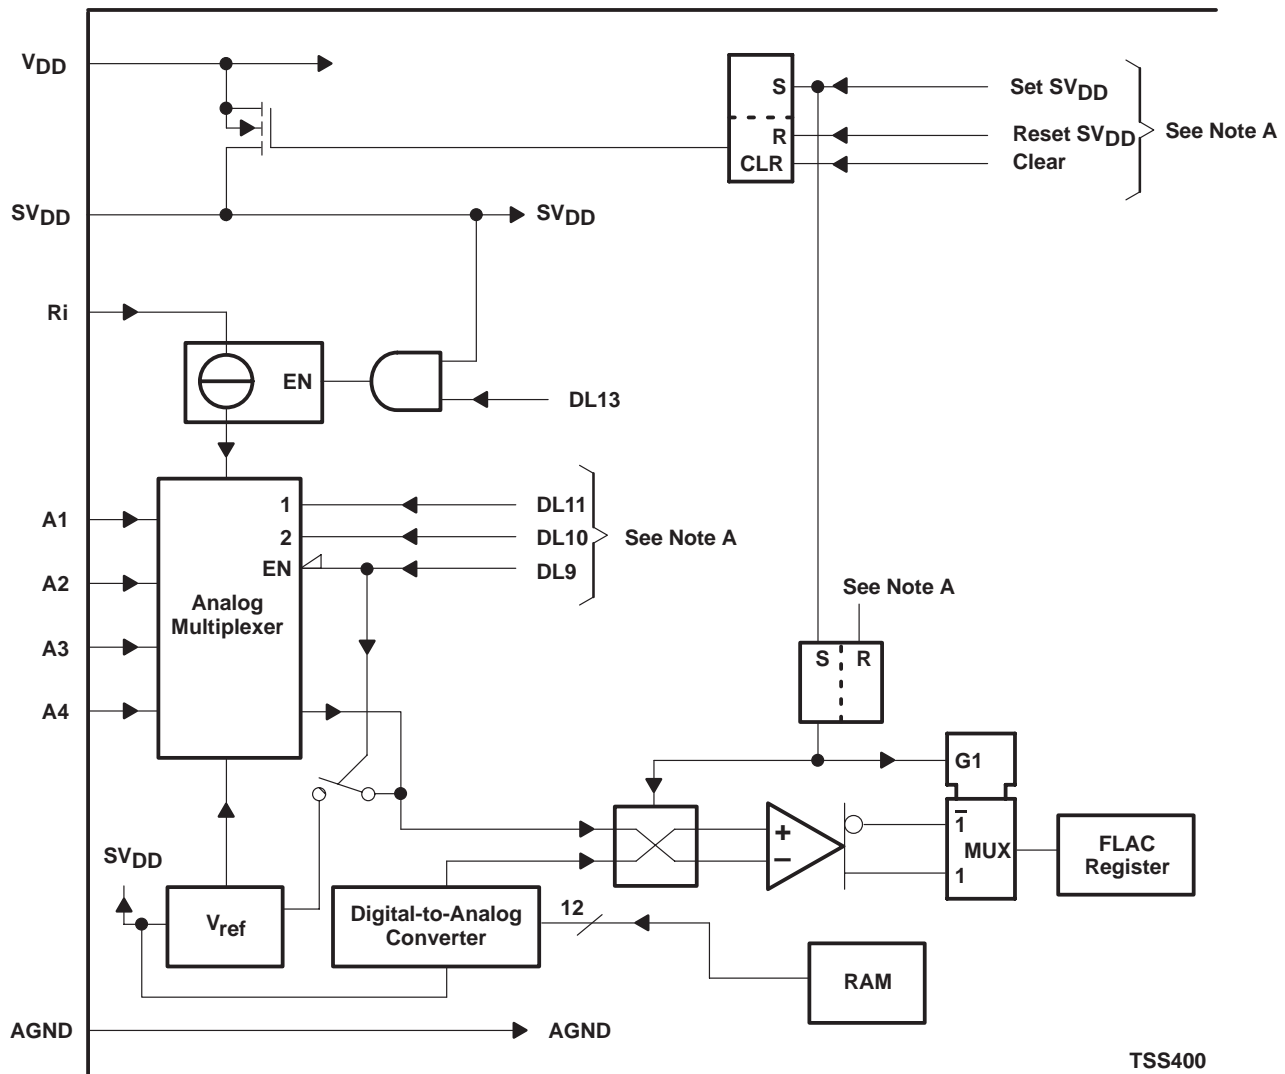 VDD
S
Set SVDD
R
Reset SVDD
See Note A
CLR
Clear
SVDD
SVDD
Ri
EN
DL13
A1
1
DL11
2
DL10
See Note A
EN
DL9
A2
Analog
Multiplexer
See Note A
A3
S
R
A4
G1
SVDD
+
−
1̅
MUX
1
FLAC
Register
Vref
Digital-to-Analog
Converter
12
RAM
AGND
AGND
TSS400